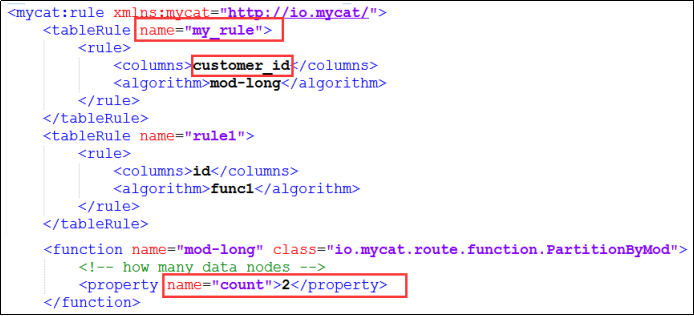 <mycat:rule xmlns:mycat="http://io.mycat/">
<tableRule name="my_rule">
<rule>
<columns>customer_id</columns>
<algorithm>mod-long</algorithm>
</rule>
</tableRule>
<tableRule name="rule1">
<rule>
<columns>id</columns>
<algorithm>func1</algorithm>
</rule>
</tableRule>
<function name="mod-long" class="io.mycat.route.function.PartitionByMod">
<!-- how many data nodes -->
<property name="count">2</property>
</function>